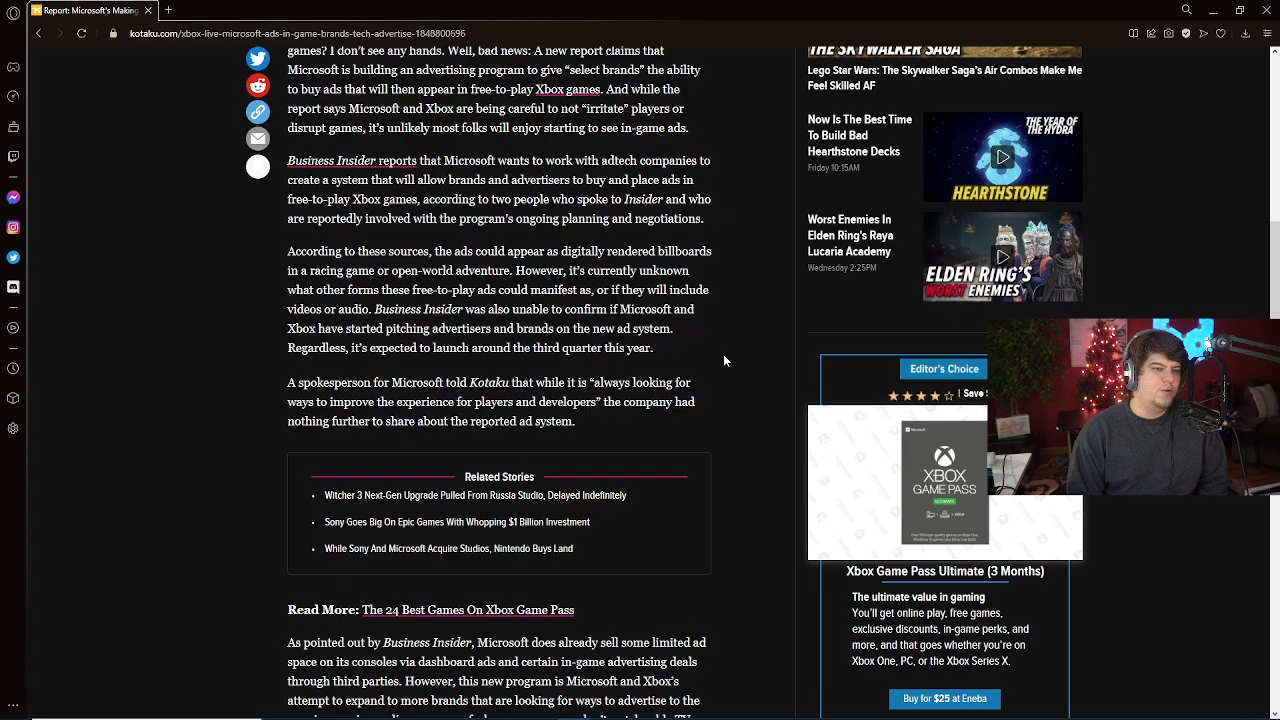 Report: Microsoft's Making
kotaku.com/xbox-live-microsoft-ads-in-game-brands-tech-advertise-1848800696
games? I don't see any hands. Well, bad news: A new report claims that
Microsoft is building an advertising program to give “select brands” the ability
to buy ads that will then appear in free-to-play Xbox games. And while the
report says Microsoft and Xbox are being careful to not “irritate” players or
disrupt games, it's unlikely most folks will enjoy starting to see in-game ads.
Business Insider reports that Microsoft wants to work with adtech companies to
create a system that will allow brands and advertisers to buy and place ads in
certain Xbox games, according to two people who spoke to Insider and who
are reportedly involved with the program's ongoing planning and negotiations.
According to these sources, the ads could appear as digitally rendered billboards
in a racing game or open-world adventure. However, it's currently unknown
what other forms these free-to-play ads could manifest as, or if they will include
video and audio. Business Insider was also unable to confirm if Microsoft and
Xbox have started pitching advertisers and brands on the new ad system.
Regardless, it's expected to launch around the third quarter this year.
A spokesperson for Microsoft told Kotaku that while it is “always looking for
ways to improve the experience for players and developers” the company had
nothing further to share about the reported ad system.
Related Stories
Witcher 3 Next-Gen Upgrade Pulled From Russia Studio, Delayed Indefinitely
Sony Goes Big On Epic Games With Whopping $1 Billion Investment
While Sony And Microsoft Acquire Studios, Nintendo Buys More Land
Read More: The 24 Best Games On Xbox Game Pass
As pointed out by Business Insider, Microsoft does already sell some limited ad
space on its consoles via dashboard ads and certain in-game advertising deals
through third parties. However, this new program is Microsoft and Xbox's
attempt to expand to more brands that are looking for ways to advertise to the
THE SKYWALKER SAGA
Lego Star Wars: The Skywalker Saga's Air Combos Make Me
Feel Skilled AF
Now Is The Best Time
To Build Bad
Hearthstone Decks
Friday 10:15AM
THE YEAR OF
THE HYDRA
HEARTHSTONE
Worst Enemies In
Elden Ring's Raya
Lucaria Academy
Wednesday 2:25PM
ELDEN RING'S
WORST ENEMIES
Editor's Choice
| Save
Microsoft
XBOX
GAME PASS
ULTIMATE
Xbox Game Pass Ultimate (3 Months)
The ultimate value in gaming
You'll get online play, free games,
exclusive discounts, in-game perks, and
more, and that goes whether you're on
Xbox One, PC, or the Xbox Series X.
Buy for $25 at Eneba